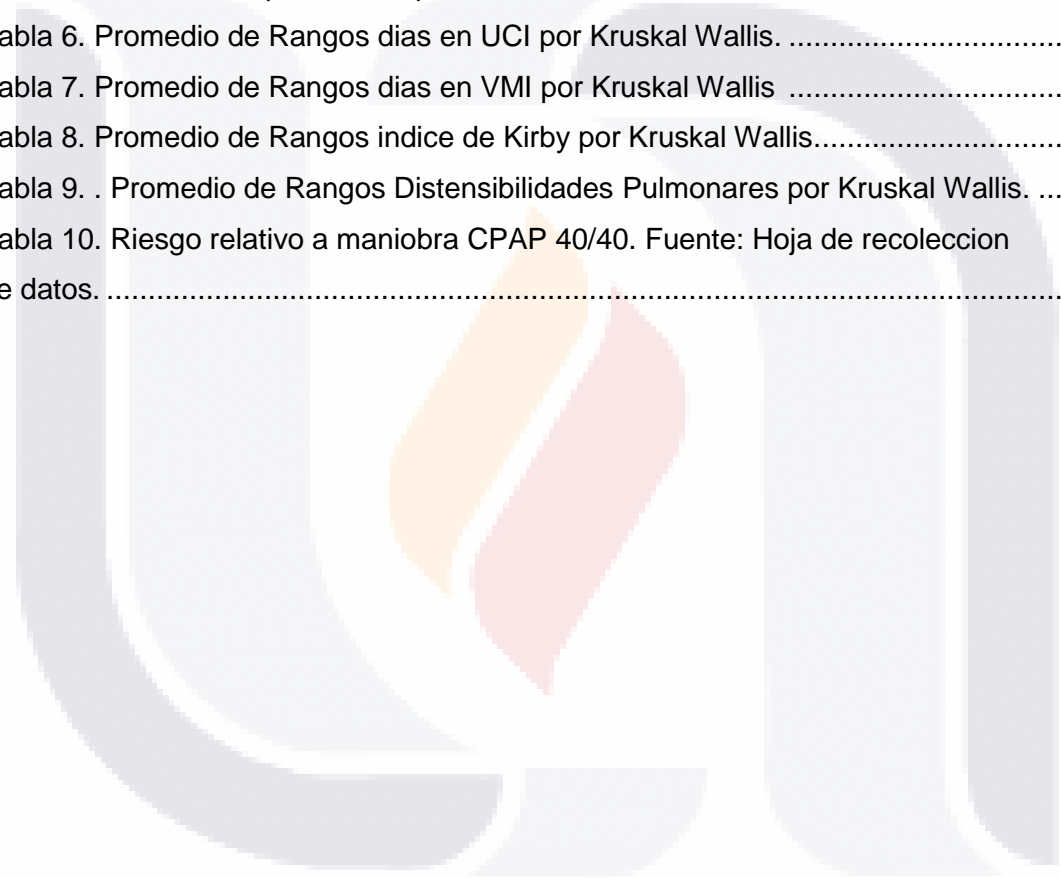 abla 6. Promedio de Rangos dias en UCI por Kruskal Wallis. ................................
abla 7. Promedio de Rangos dias en VMI por Kruskal Wallis ................................
abla 8. Promedio de Rangos indice de Kirby por Kruskal Wallis..............................
abla 9. . Promedio de Rangos Distensibilidades Pulmonares por Kruskal Wallis. ...
abla 10. Riesgo relativo a maniobra CPAP 40/40. Fuente: Hoja de recoleccion
e datos. ....................................................................................................................